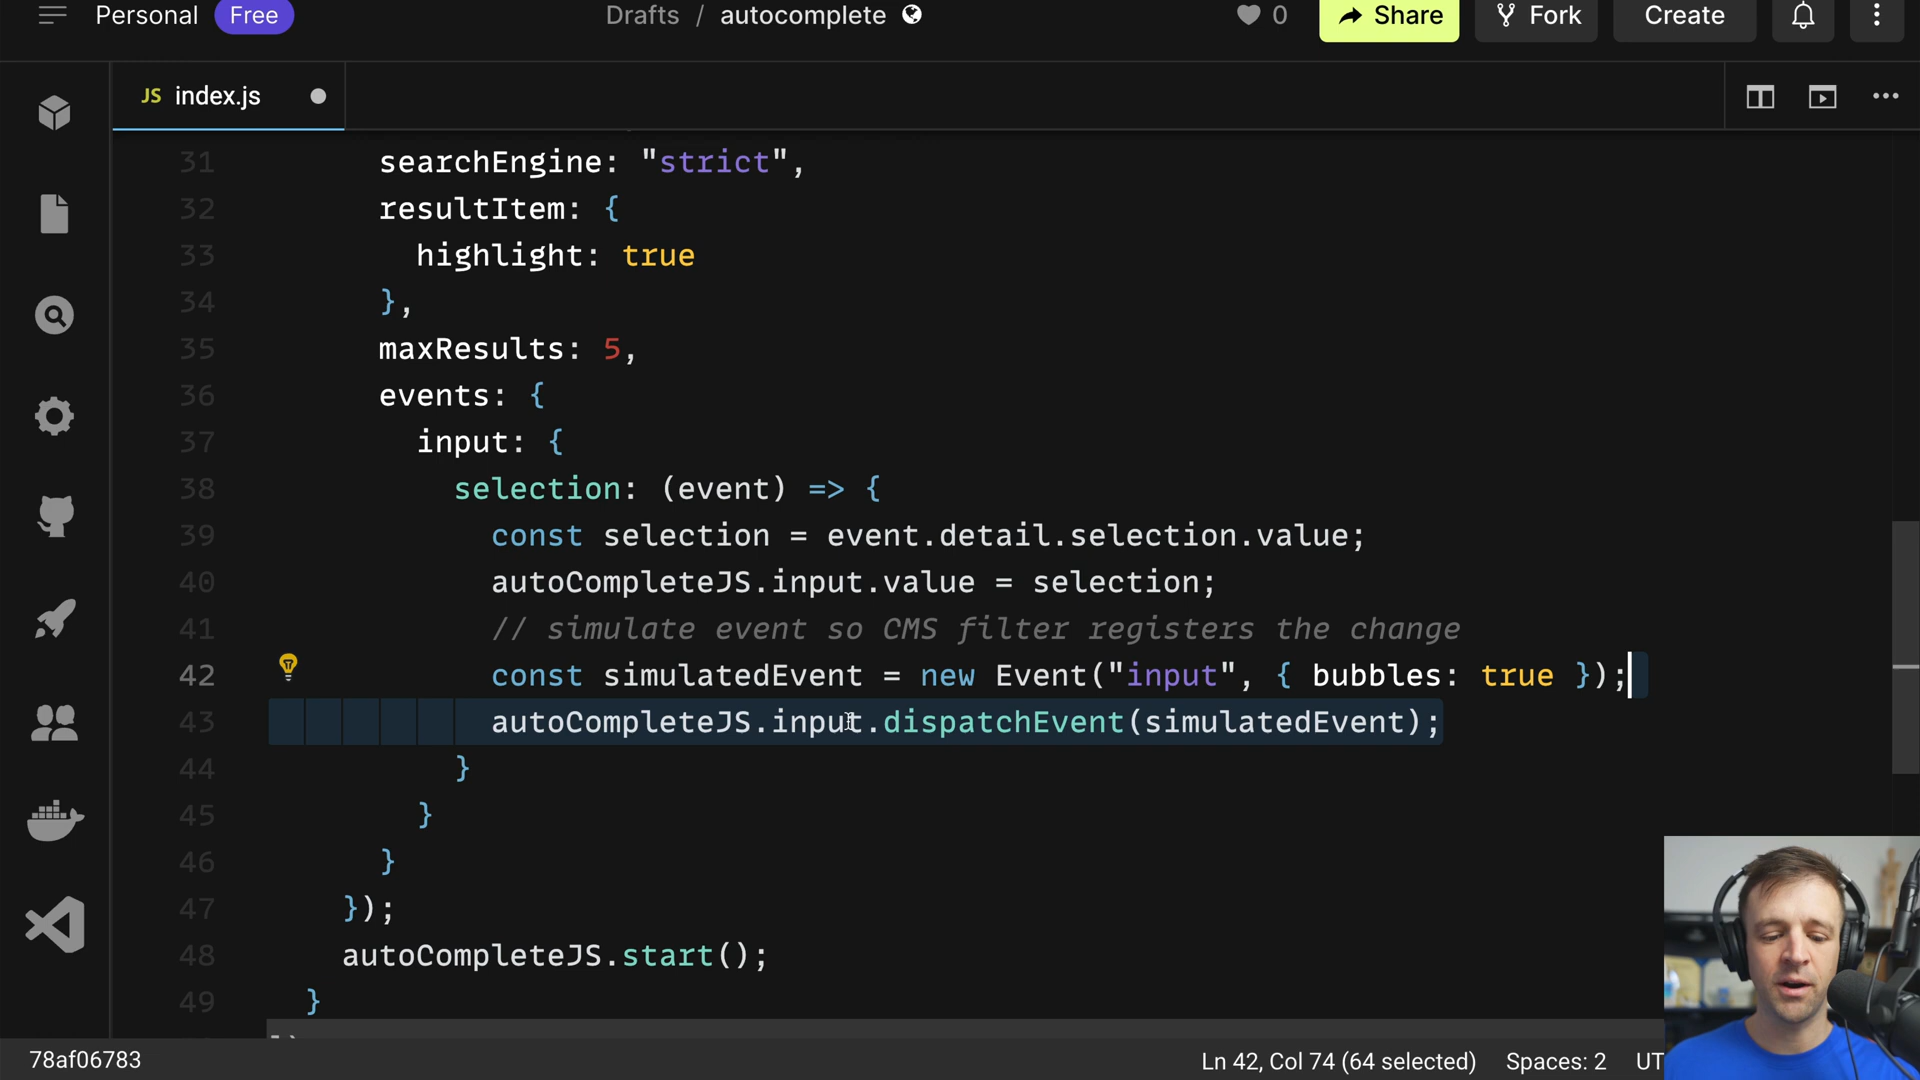 Personal Free Drafts / autocomplete 0 Share Fork Create
JS index.js
31 searchEngine: "strict",
32 resultItem: {
33 highlight: true
34 },
35 maxResults: 5,
36 events: {
37 input: {
38 selection: (event) => {
39 const selection = event.detail.selection.value;
40 autoCompleteJS.input.value = selection;
41 // simulate event so CMS filter registers the change
42 const simulatedEvent = new Event("input", { bubbles: true });
43 autoCompleteJS.input.dispatchEvent(simulatedEvent);
44 }
45 }
46 }
47 });
48 autoCompleteJS.start();
49 }
78af06783 Ln 42, Col 74 (64 selected) Spaces: 2 UT